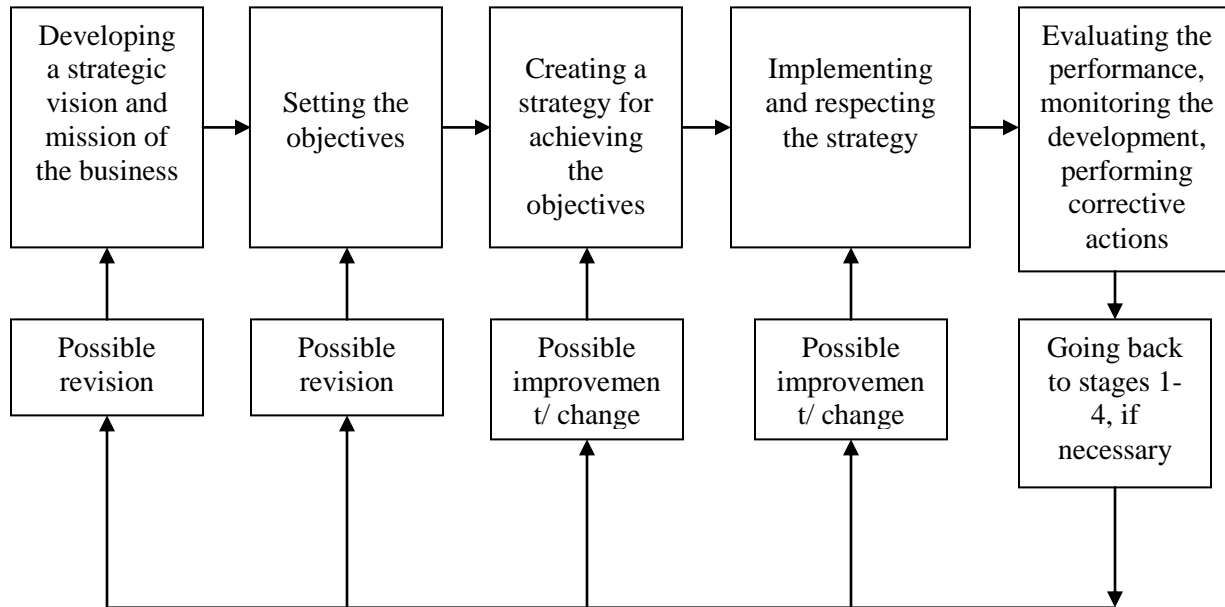 Developing
a strategic
vision and
mission of
the business
Setting the
objectives
Creating a
strategy for
achieving
the
objectives
Implementing
and respecting
the strategy
Evaluating the
performance,
monitoring the
development,
performing
corrective
actions
Possible
revision
Possible
revision
Possible
improvemen
t/ change
Possible
improvemen
t/ change
Going back
to stages 1-
4, if
necessary